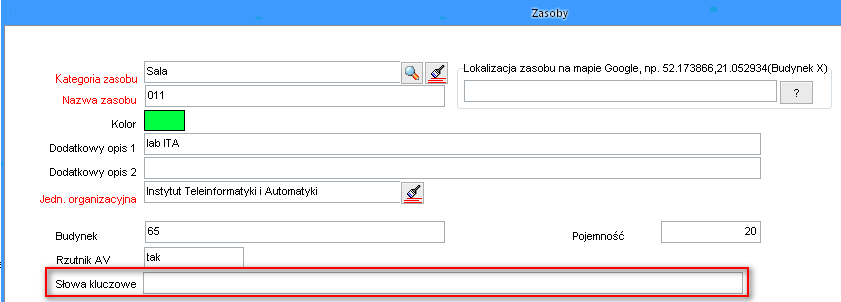 Zasoby
Kategoria zasobu Sala
Lokalizacja zasobu na mapie Google, np. 52.173866,21.052934(Budynek X)
?
Nazwa zasobu 011
Kolor
Dodatkowy opis 1 lab ITA
Dodatkowy opis 2
Jedn. organizacyjna Instytut Teleinformatyki i Automatyki
Budynek 65 Pojemność 20
Rzutnik AV tak
Słowa kluczowe